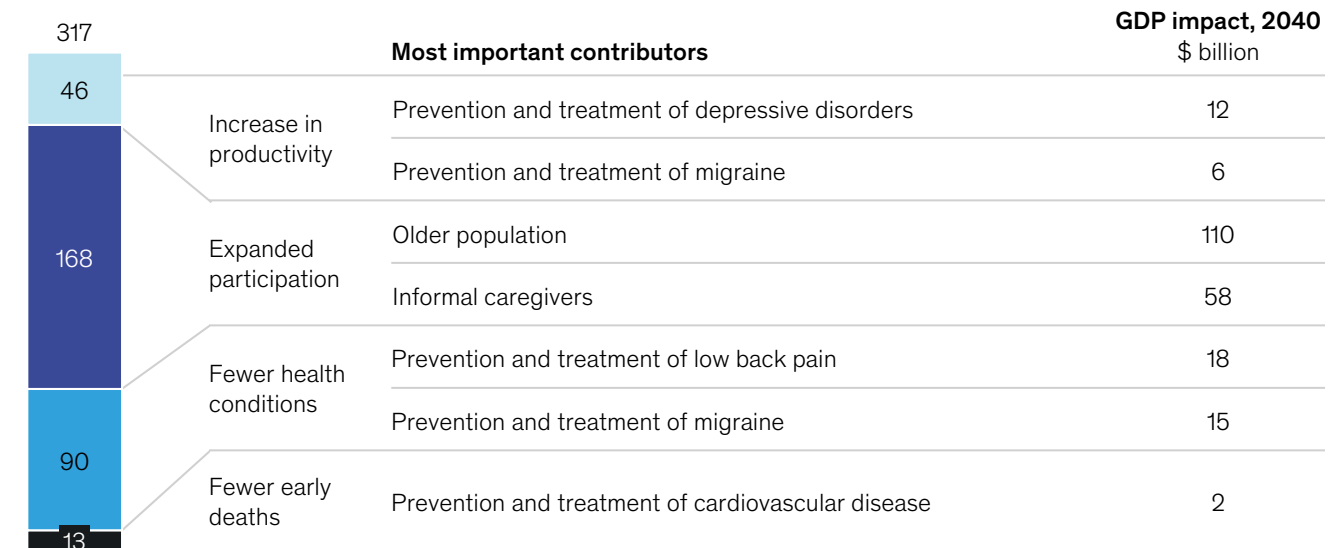 317
46
168
90
13
Most important contributors
GDP impact, 2040
$ billion
Increase in
productivity
Prevention and treatment of depressive disorders
12
Prevention and treatment of migraine
6
Expanded
participation
Older population
110
Informal caregivers
58
Fewer health
conditions
Prevention and treatment of low back pain
18
Prevention and treatment of migraine
15
Fewer early
deaths
Prevention and treatment of cardiovascular disease
2